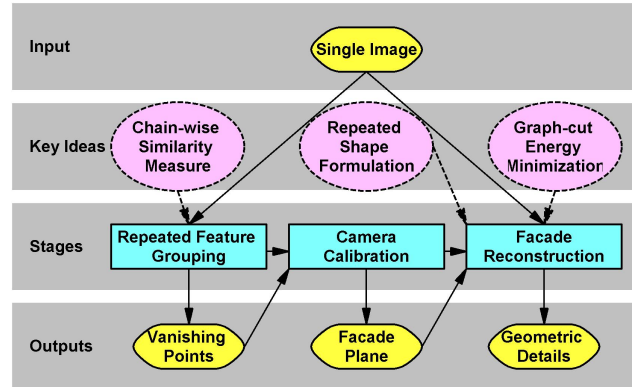 Input
Single Image
Key Ideas
Chain-wise
Similarity
Measure
Repeated
Shape
Formulation
Graph-cut
Energy
Minimization
Stages
Repeated Feature
Grouping
Camera
Calibration
Facade
Reconstruction
Outputs
Vanishing
Points
Facade
Plane
Geometric
Details